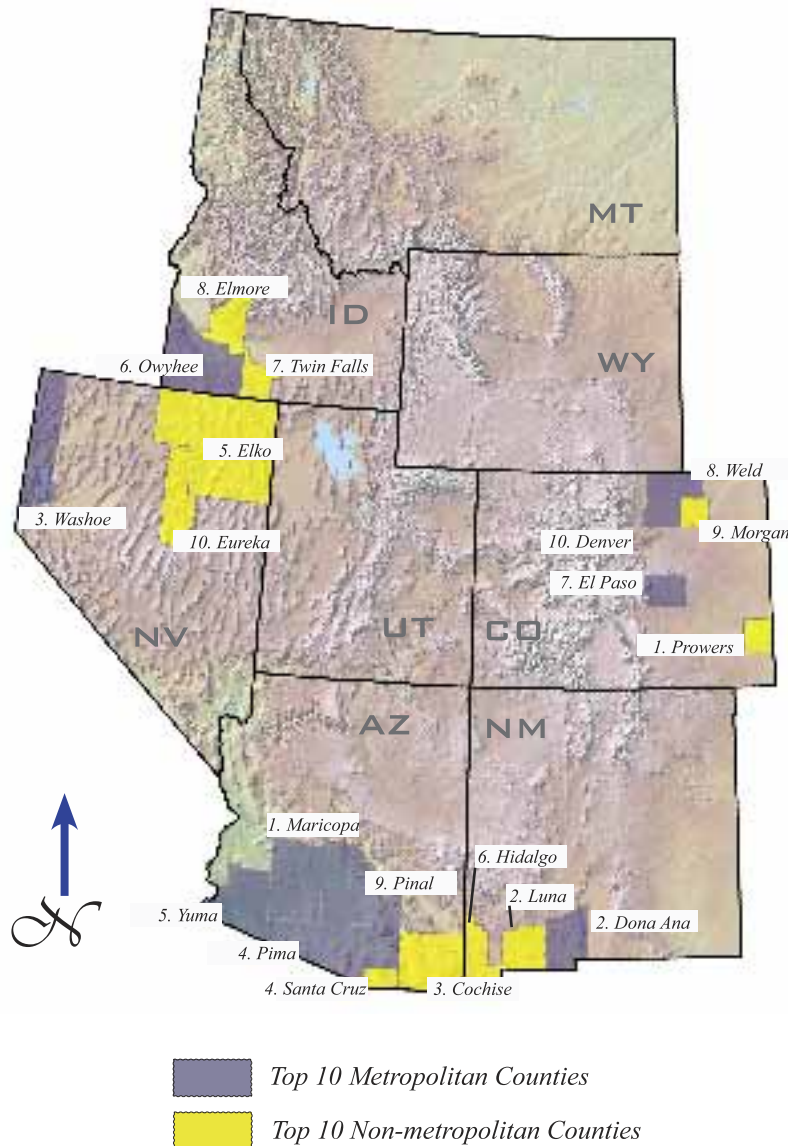 MT
8. Elmore
ID
6. Owyhee
7. Twin Falls
WY
5. Elko
8. Weld
3. Washoe
10. Eureka
10. Denver
9. Morgan
7. El Paso
NV
UT
CO
1. Prowers
AZ
NM
1. Maricopa
6. Hidalgo
9. Pinal
2. Luna
5. Yuma
2. Dona Ana
4. Pima
4. Santa Cruz
3. Cochise
N
Top 10 Metropolitan Counties
Top 10 Non-metropolitan Counties